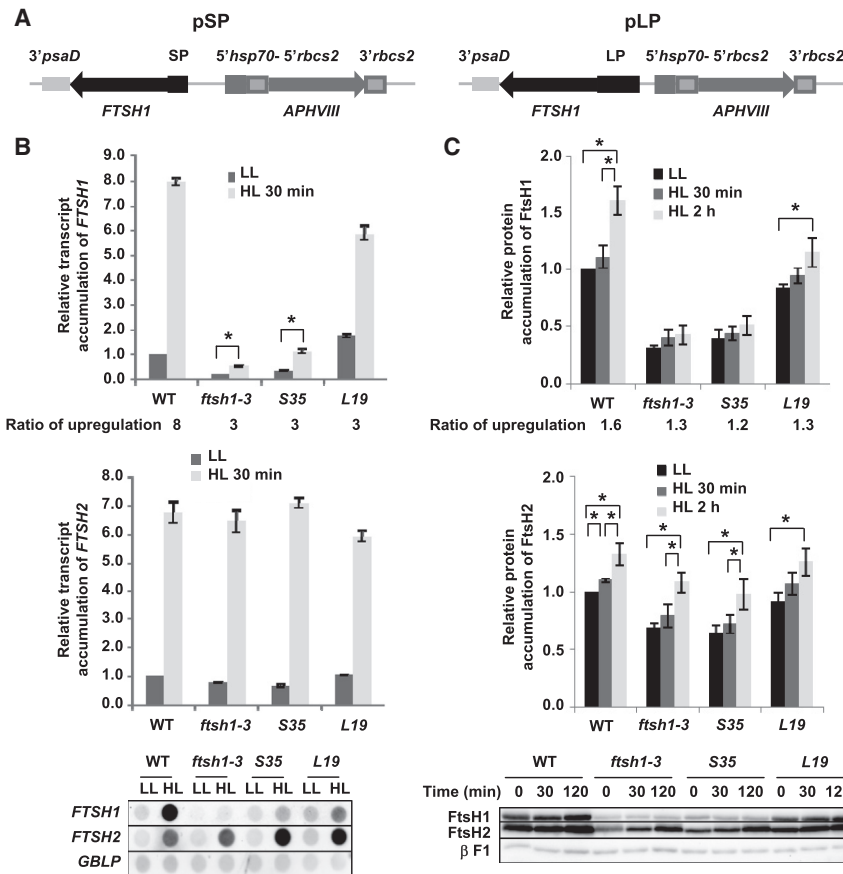 A
pSP
pLP
3'psaD SP 5'hsp70- 5'rbcs2 3'rbcs2
3'psaD LP 5'hsp70- 5'rbcs2 3'rbcs2
FTSH1 APHVIII
FTSH1 APHVIII
B
Relative transcript
accumulation of FTSH1
9.0
8.0
7.0
6.0
5.0
4.0
3.0
2.0
1.0
0.0
LL
HL 30 min
* *
WT ftsh1-3 S35 L19
Ratio of upregulation 8 3 3 3
Relative transcript
accumulation of FTSH2
8.0
7.0
6.0
5.0
4.0
3.0
2.0
1.0
0.0
LL
HL 30 min
WT ftsh1-3 S35 L19
WT ftsh1-3 S35 L19
LL HL LL HL LL HL LL HL
FTSH1
FTSH2
GBLP
C
Relative protein
accumulation of FtsH1
2.0
1.5
1.0
0.5
0.0
LL
HL 30 min
HL 2 h
* * *
WT ftsh1-3 S35 L19
Ratio of upregulation 1.6 1.3 1.2 1.3
Relative protein
accumulation of FtsH2
2.0
1.5
1.0
0.5
0.0
LL
HL 30 min
HL 2 h
* * * * * * * *
WT ftsh1-3 S35 L19
WT ftsh1-3 S35 L19
Time (min) 0 30 120 0 30 120 0 30 120 0 30 12
FtsH1
FtsH2
β F1